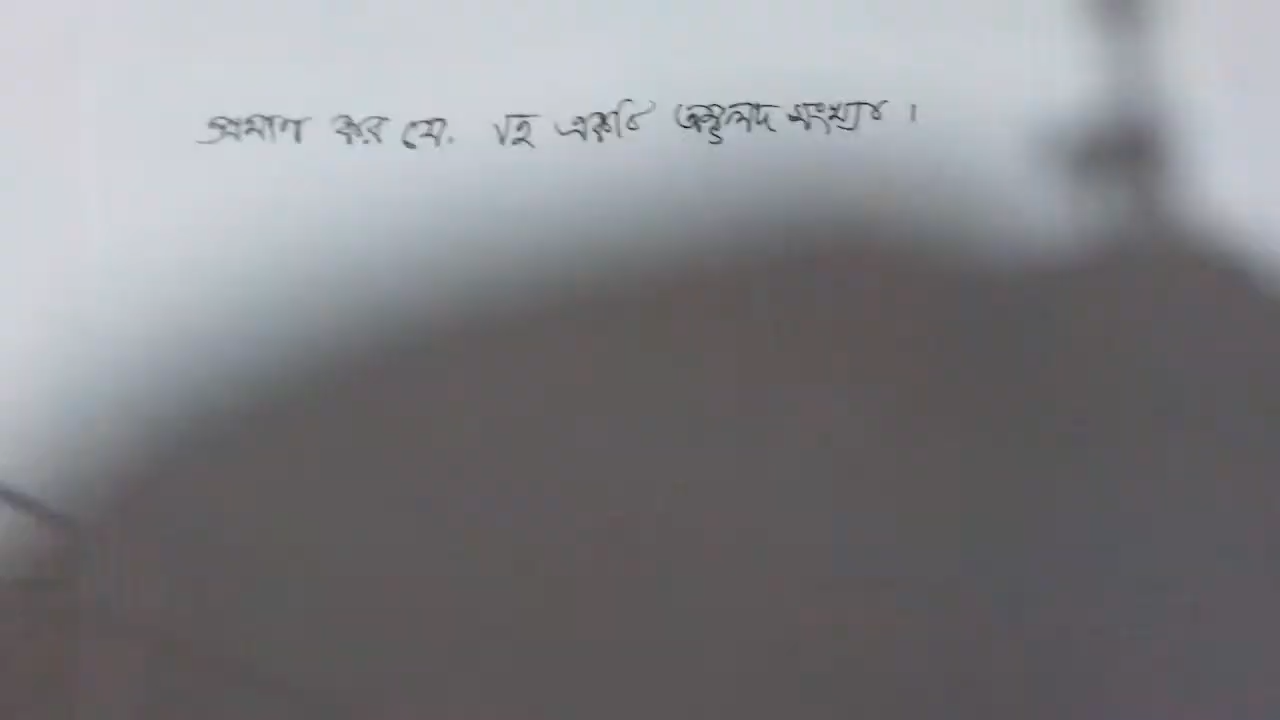 প্রমাণ কর যে. √২ একটি অমূলদ সংখ্যা ।